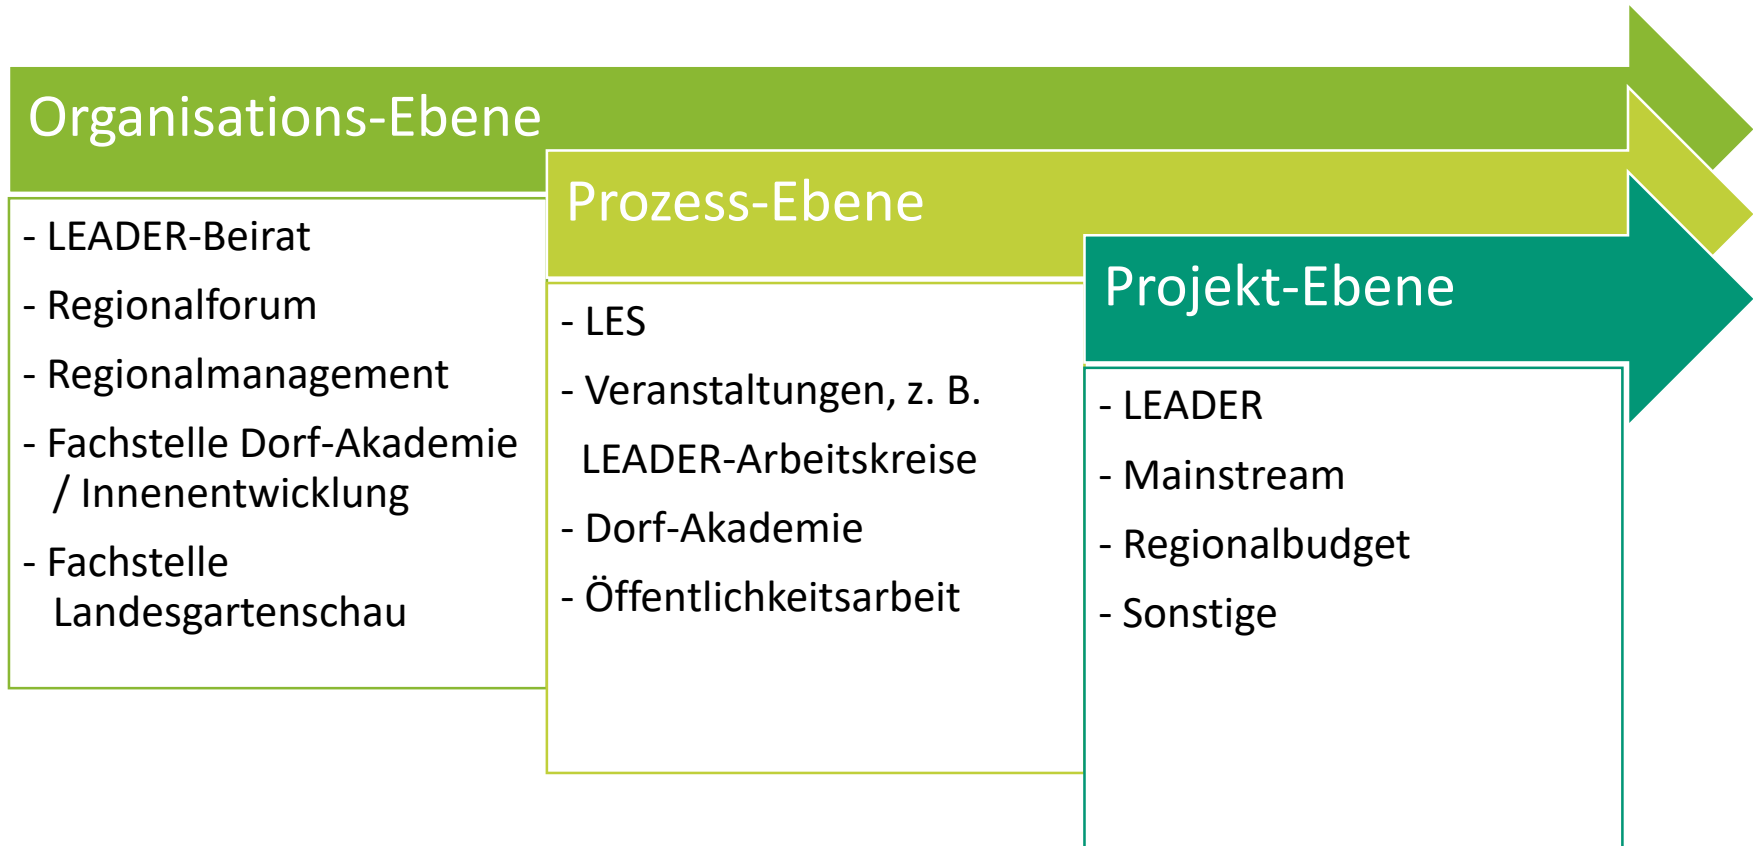 Organisations-Ebene
- LEADER-Beirat
- Regionalforum
- Regionalmanagement
- Fachstelle Dorf-Akademie
/ Innenentwicklung
- Fachstelle
Landesgartenschau
Prozess-Ebene
- LES
- Veranstaltungen, z. B.
LEADER-Arbeitskreise
- Dorf-Akademie
- Öffentlichkeitsarbeit
Projekt-Ebene
- LEADER
- Mainstream
- Regionalbudget
- Sonstige